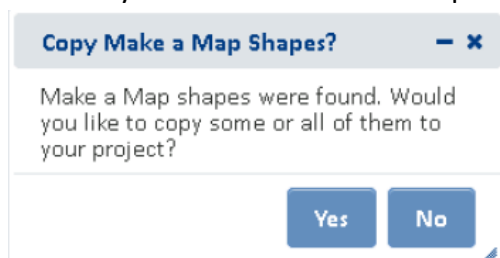 Copy Make a Map Shapes?
Make a Map shapes were found. Would
you like to copy some or all of them to
your project?
Yes No